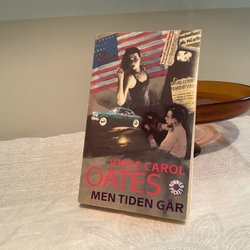 JOYCE CAROL
OATES
MEN TIDEN GÅR